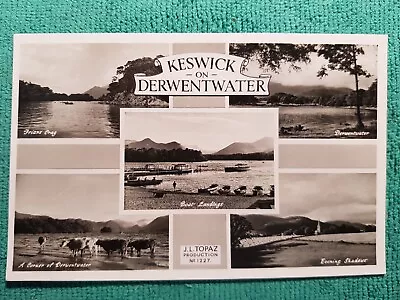 KESWICK
ON
DERWENTWATER
Friars Crag
Derwentwater
Boat Landings
A Corner of Derwentwater
J.L. TOPAZ
PRODUCTION
No 1227.
Evening Shadows